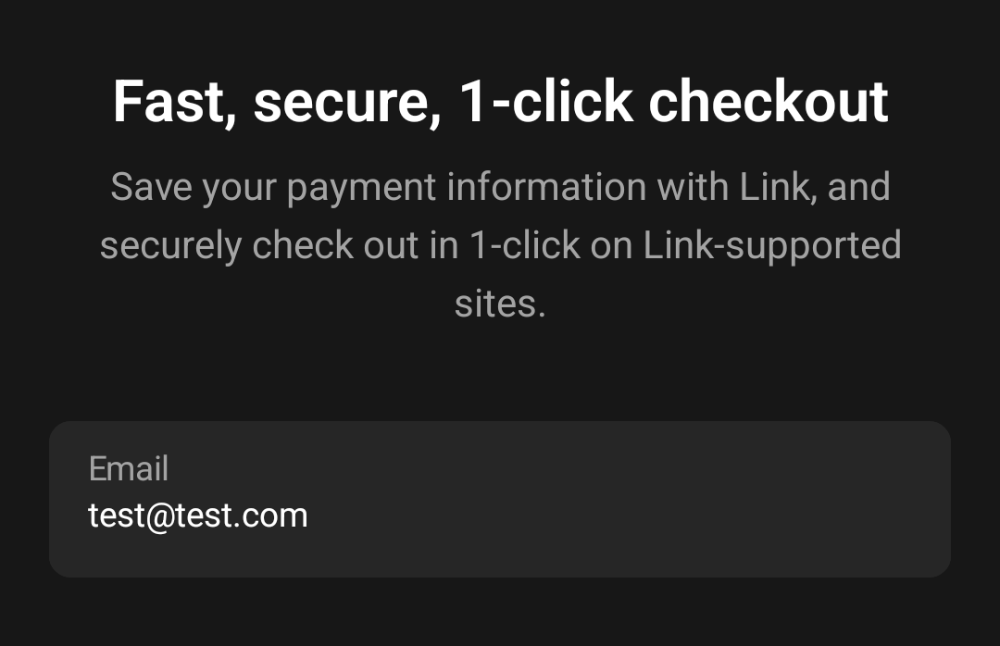 Fast, secure, 1-click checkout
Save your payment information with Link, and
securely check out in 1-click on Link-supported
sites.
Email
test@test.com